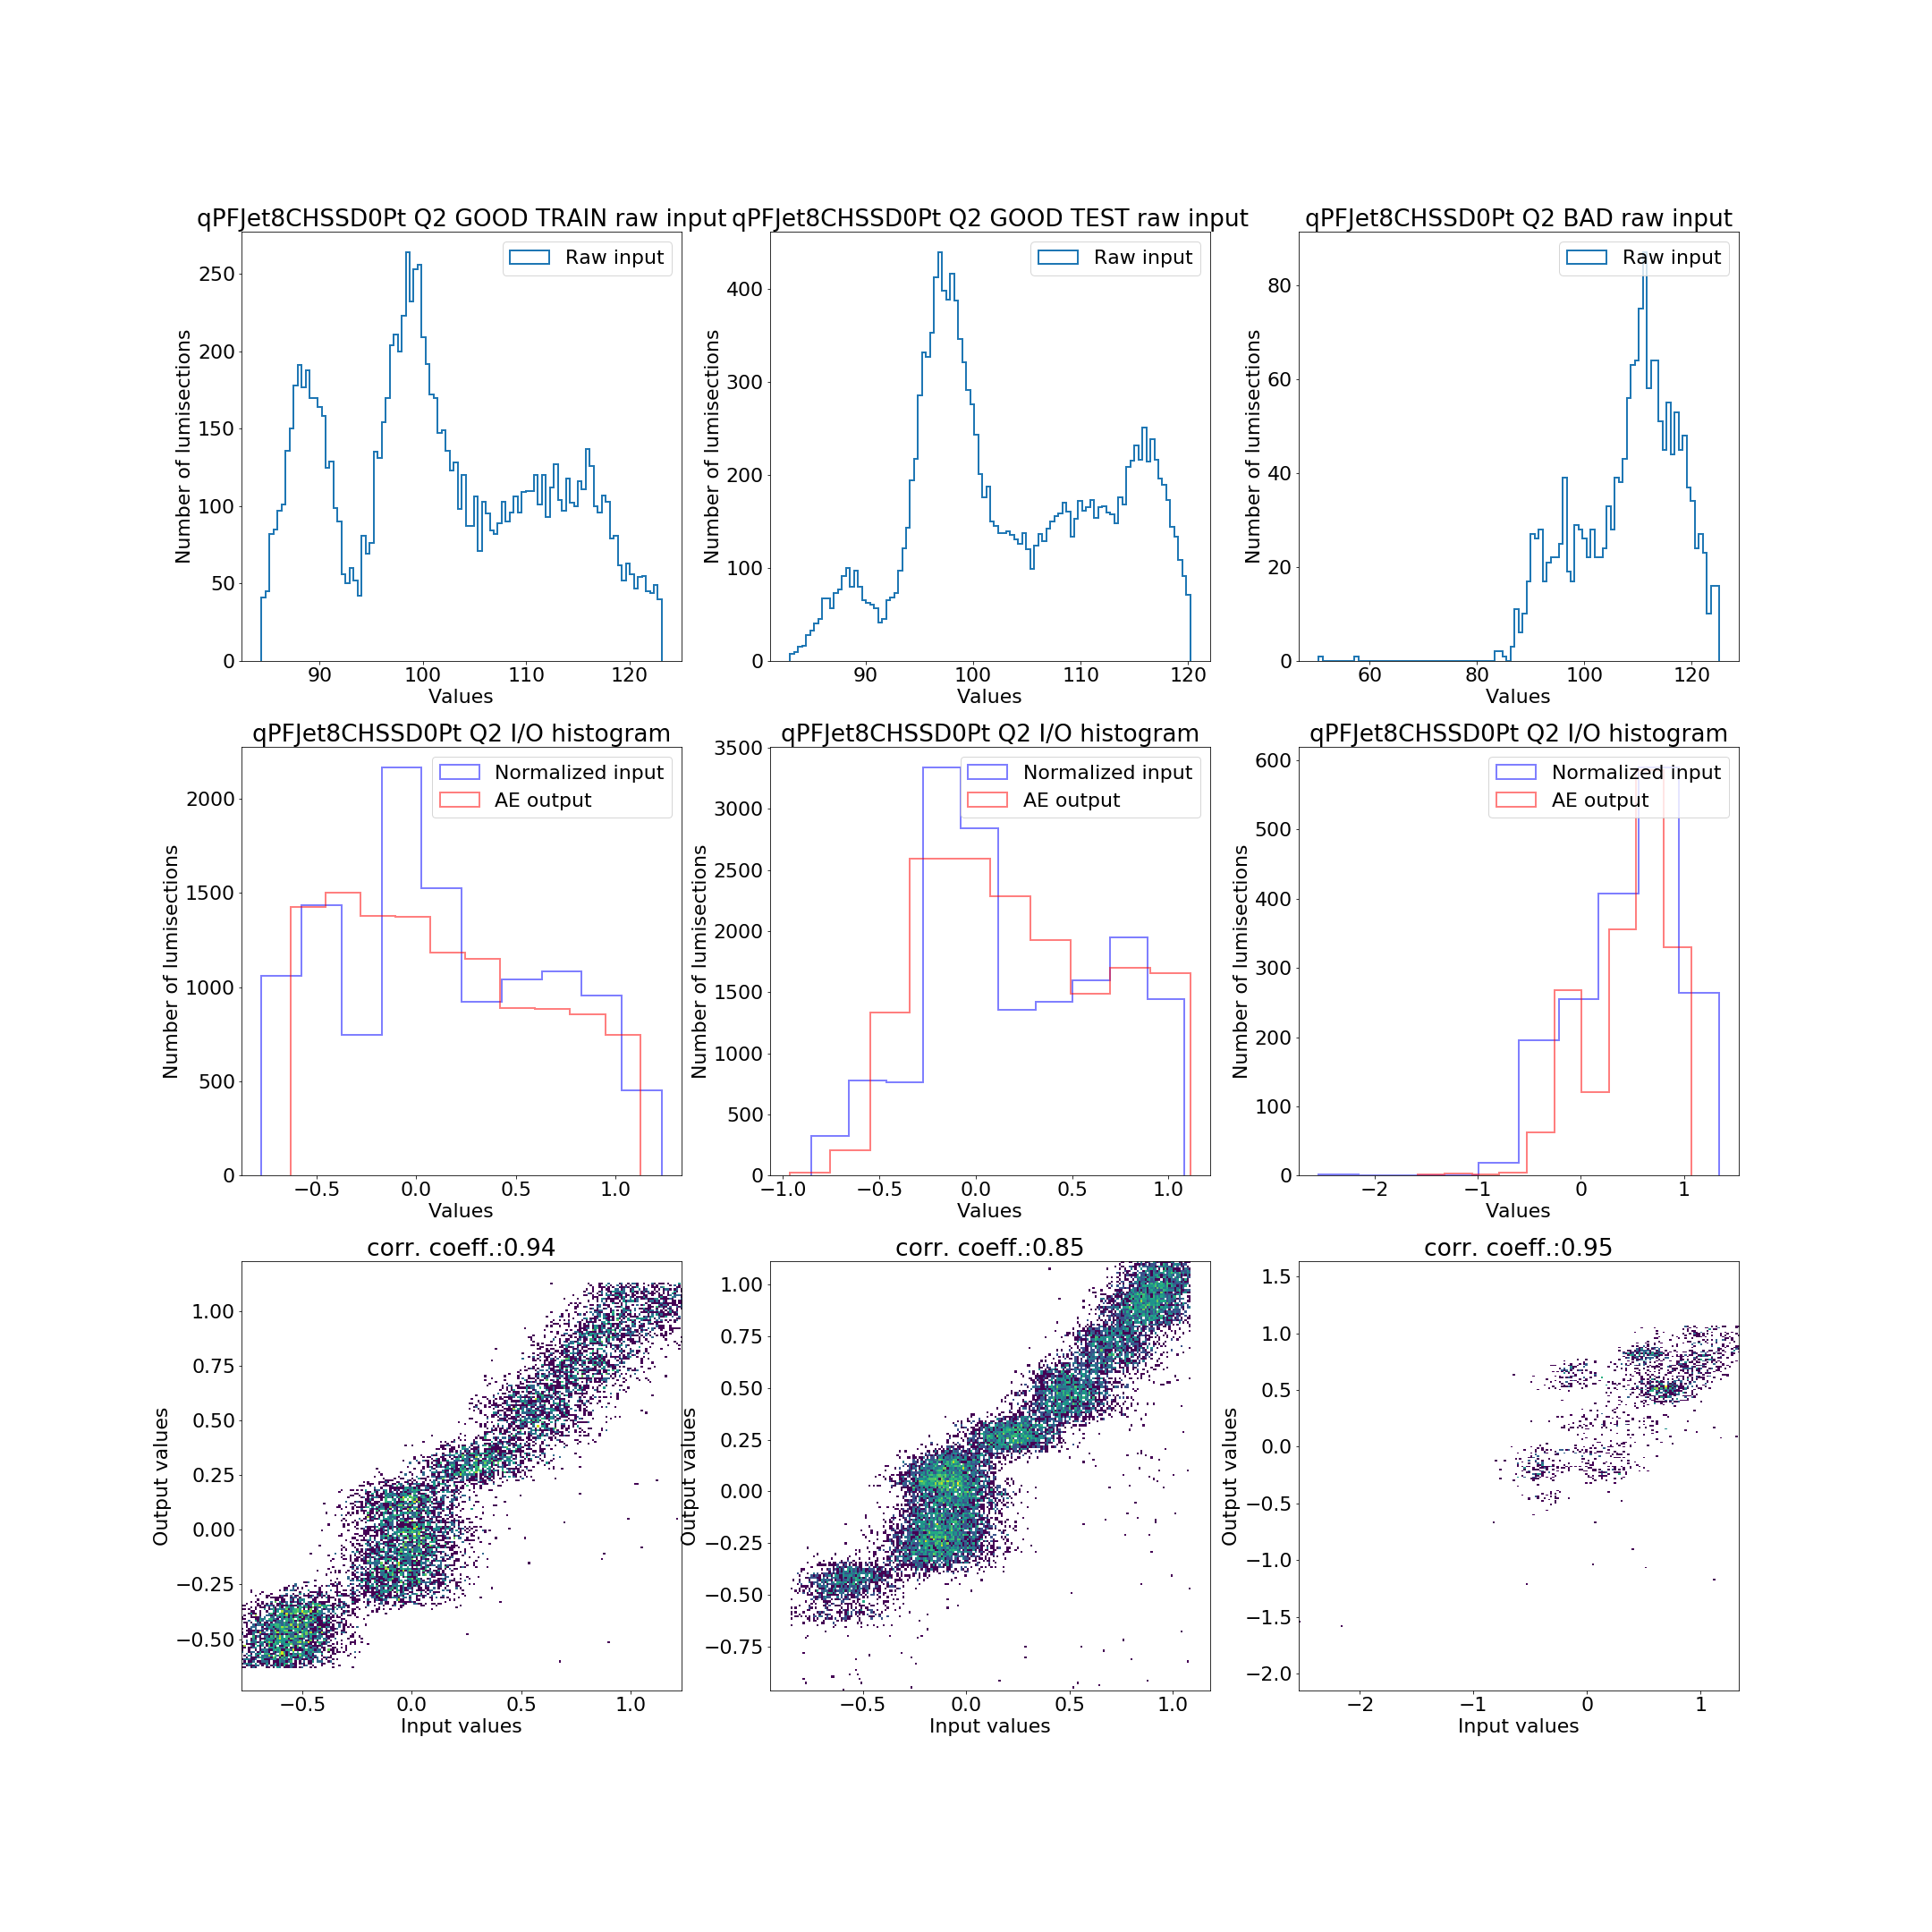 qPFJet8CHSSD0Pt Q2 GOOD TRAIN raw input
Raw input
250
200
150
100
50
0
90 100 110 120
Number of lumisections
Values
qPFJet8CHSSD0Pt Q2 GOOD TEST raw input
Raw input
400
300
200
100
0
90 100 110 120
Number of lumisections
Values
qPFJet8CHSSD0Pt Q2 BAD raw input
Raw input
80
60
40
20
0
60 80 100 120
Number of lumisections
Values
qPFJet8CHSSD0Pt Q2 I/O histogram
Normalized input
AE output
2000
1500
1000
500
0
−0.5 0.0 0.5 1.0
Number of lumisections
Values
qPFJet8CHSSD0Pt Q2 I/O histogram
Normalized input
AE output
3500
3000
2500
2000
1500
1000
500
0
−1.0 −0.5 0.0 0.5 1.0
Number of lumisections
Values
qPFJet8CHSSD0Pt Q2 I/O histogram
Normalized input
AE output
600
500
400
300
200
100
0
−2 −1 0 1
Number of lumisections
Values
corr. coeff.:0.94
1.00
0.75
0.50
0.25
0.00
−0.25
−0.50
−0.5 0.0 0.5 1.0
Output values
Input values
corr. coeff.:0.85
1.00
0.75
0.50
0.25
0.00
−0.25
−0.50
−0.75
−0.5 0.0 0.5 1.0
Output values
Input values
corr. coeff.:0.95
1.5
1.0
0.5
0.0
−0.5
−1.0
−1.5
−2.0
−2 −1 0 1
Output values
Input values